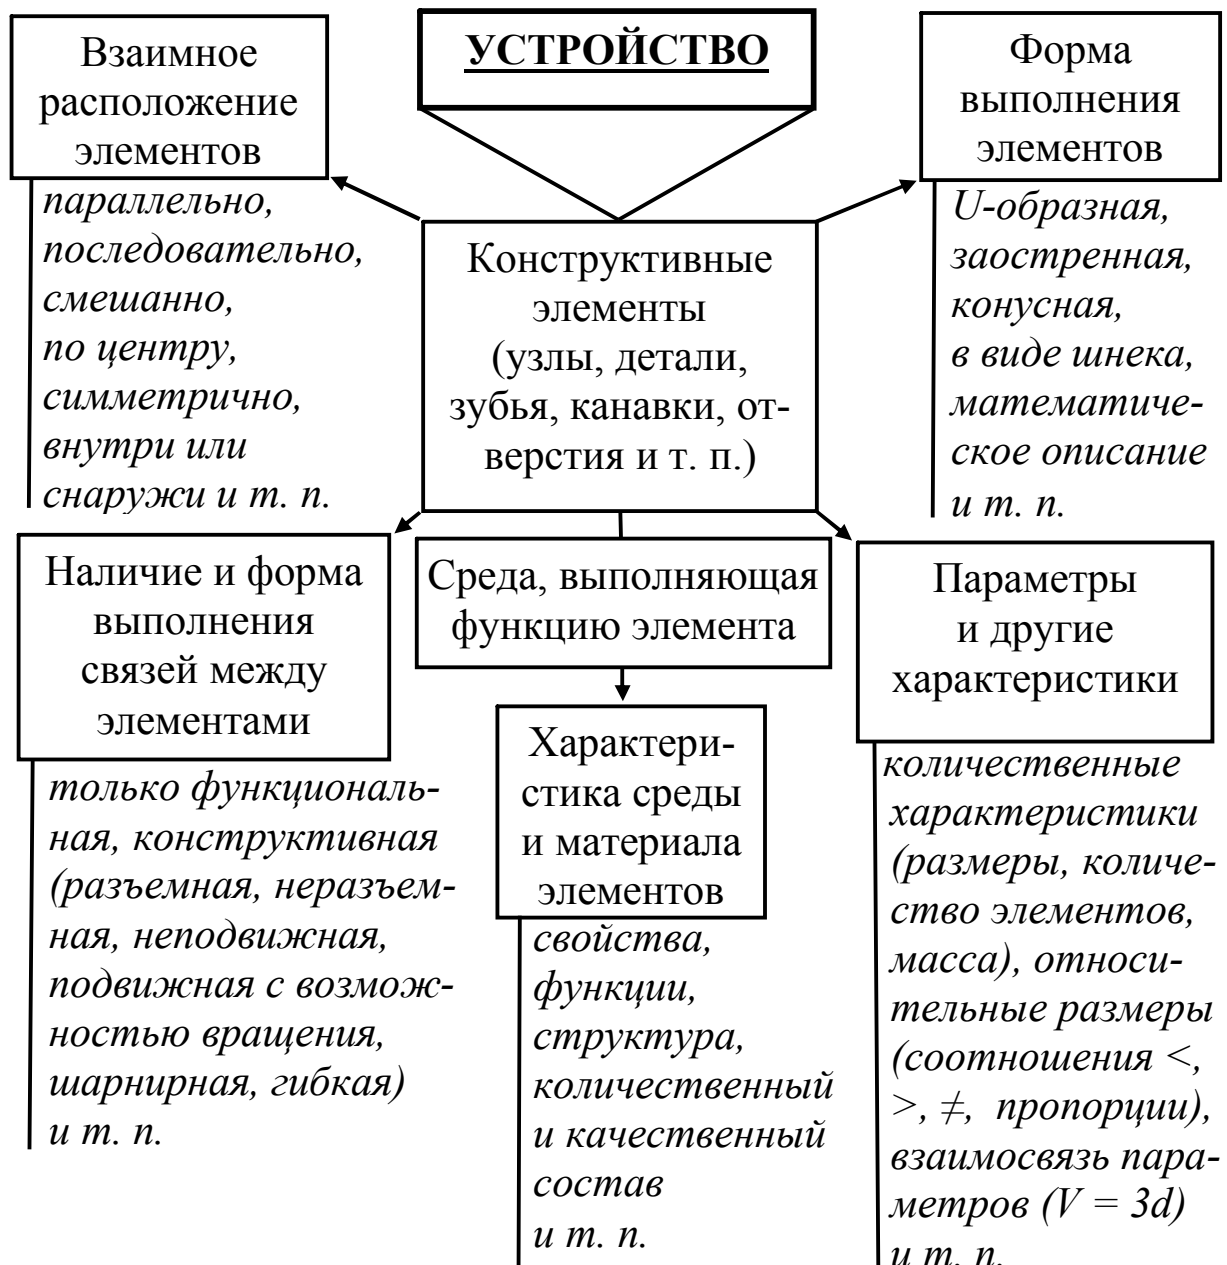 УСТРОЙСТВО
Взаимное
расположение
элементов
параллельно,
последовательно,
смешанно,
по центру,
симметрично,
внутри или
снаружи и т. п.
Конструктивные
элементы
(узлы, детали,
зубья, канавки, от-
верстия и т. п.)
Форма
выполнения
элементов
U-образная,
заостренная,
конусная,
в виде шнека,
математиче-
ское описание
и т. п.
Наличие и форма
выполнения
связей между
элементами
только функциональ-
ная, конструктивная
(разъемная, неразъем-
ная, неподвижная,
подвижная с возмож-
ностью вращения,
шарнирная, гибкая)
и т. п.
Среда, выполняющая
функцию элемента
Характери-
стика среды
и материала
элементов
свойства,
функции,
структура,
количественный
и качественный
состав
и т. п.
Параметры
и другие
характеристики
количественные
характеристики
(размеры, количе-
ство элементов,
масса), относи-
тельные размеры
(соотношения <,
>, ≠, пропорции),
взаимосвязь пара-
метров (V = 3d)
и т. п.